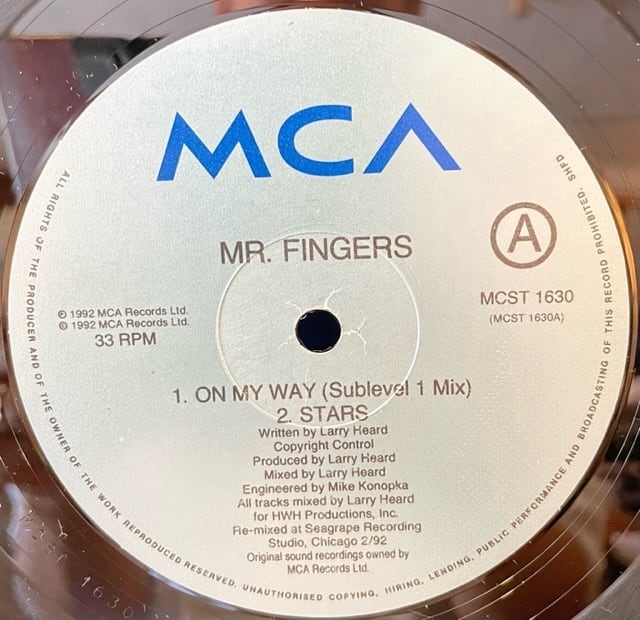 MCA
MR. FINGERS
A
MCST 1630
(MCST 1630A)
℗ 1992 MCA Records Ltd.
© 1992 MCA Records Ltd.
33 RPM
1. ON MY WAY (Sublevel 1 Mix)
2. STARS
Written by Larry Heard
Copyright Control
Produced by Larry Heard
Mixed by Larry Heard
Engineered by Mike Konopka
All tracks mixed by Larry Heard
for HWH Productions, Inc.
Re-mixed at Seagrape Recording
Studio, Chicago 2/92
Original sound recordings owned by
MCA Records Ltd.
ALL RIGHTS OF THE PRODUCER AND OF THE OWNER OF THE WORK REPRODUCED RESERVED. UNAUTHORISED COPYING, HIRING, LENDING, PUBLIC PERFORMANCE AND BROADCASTING OF THIS RECORD PROHIBITED. SHFD
1630